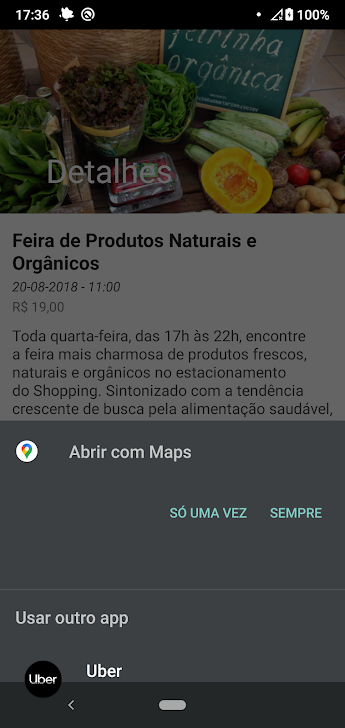 17:36
100%
feirinha
orgânica
Detalhes
Feira de Produtos Naturais e
Orgânicos
20-08-2018 - 11:00
R$ 19,00
Toda quarta-feira, das 17h às 22h, encontre
a feira mais charmosa de produtos frescos,
naturais e orgânicos no estacionamento
do Shopping. Sintonizado com a tendência
crescente de busca pela alimentação saudável,
Abrir com Maps
SÓ UMA VEZ
SEMPRE
Usar outro app
Uber
Uber